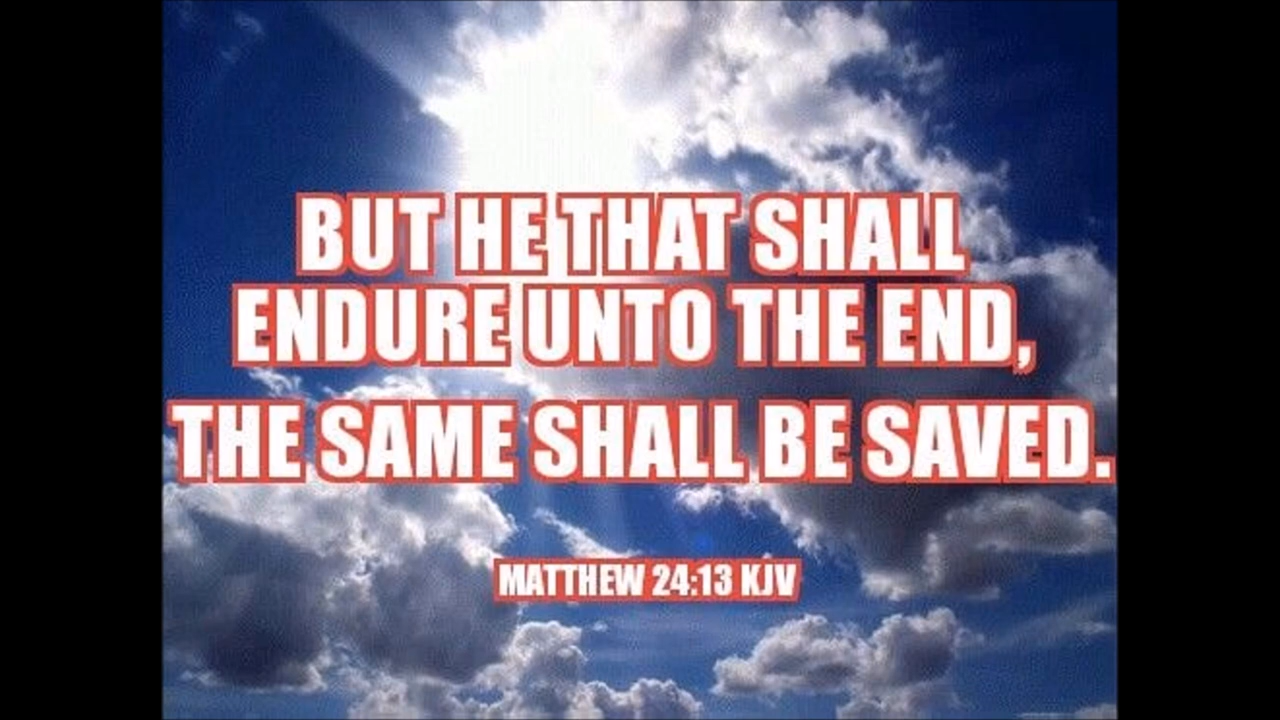 BUT HE THAT SHALL
ENDURE UNTO THE END,
THE SAME SHALL BE SAVED.
MATTHEW 24:13 KJV